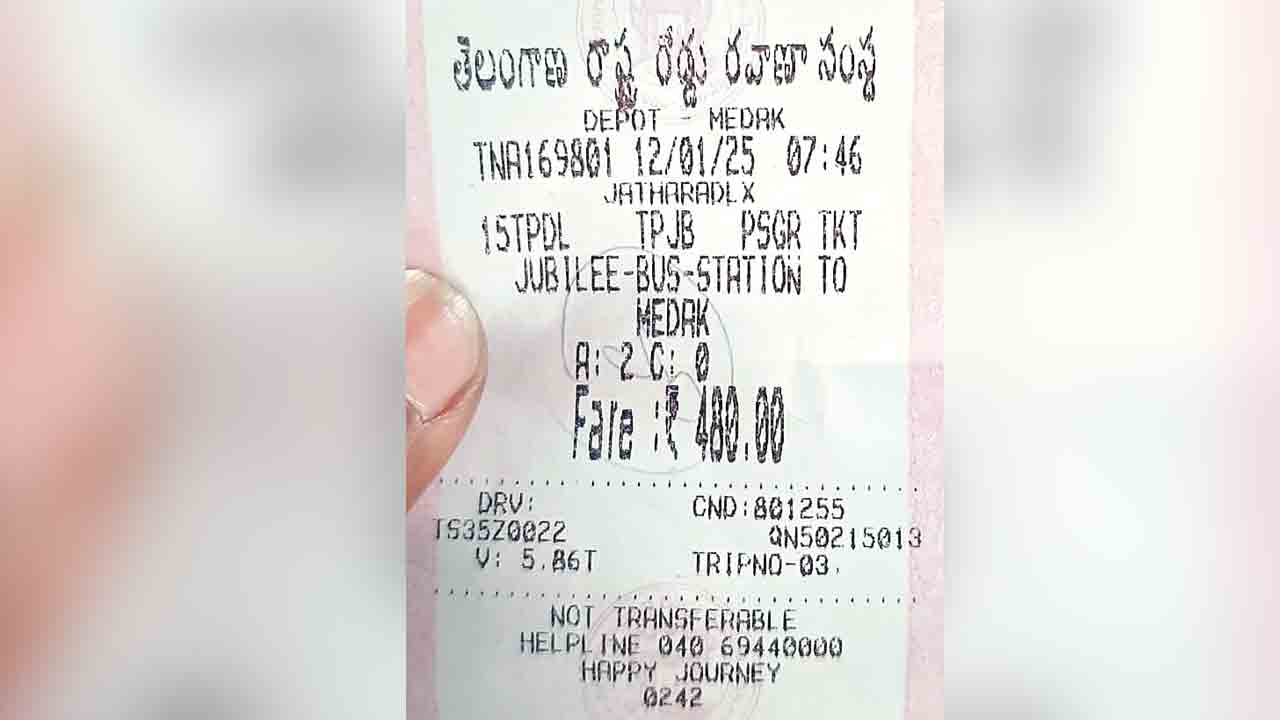 తెలంగాణ రాష్ట్ర రోడ్డు రవాణా సంస్థ
DEPOT - MEDAK
TNA169801 12/01/25 07:46
JATHARADLX
15TPDL TPJB PSGR TKT
JUBILEE-BUS-STATION TO
MEDAK
A: 2 C: 0
Fare :₹ 480.00
DRV: CND:801255
TS35Z0022 QN50215013
V: 5.86T TRIPNO-03.
NOT TRANSFERABLE
HELPLINE 040 69440000
HAPPY JOURNEY
0242